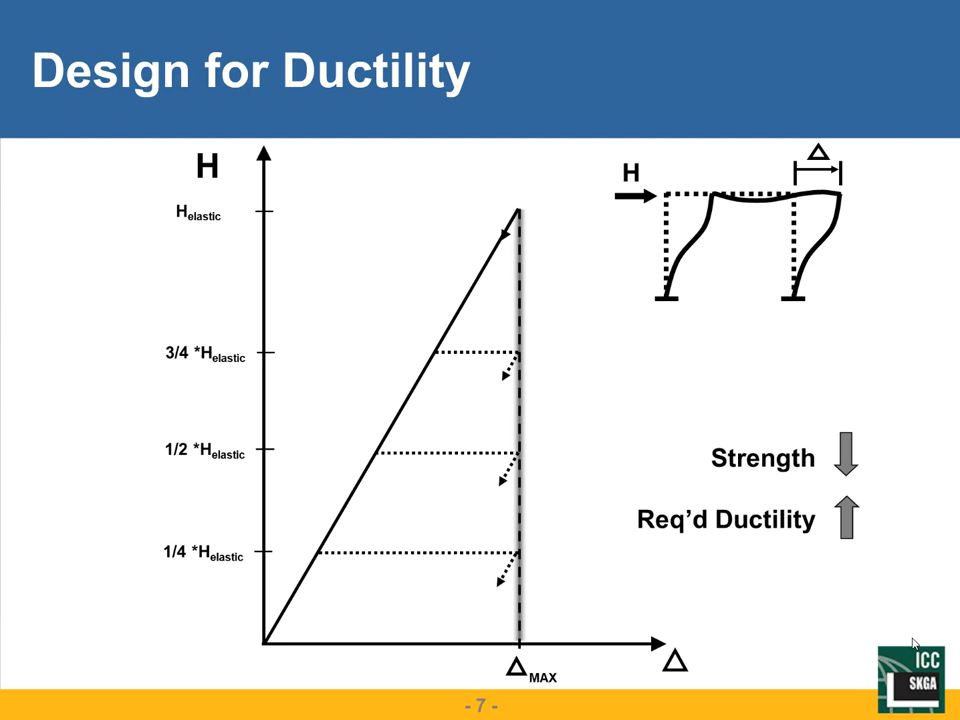 Design for Ductility
H
Helastic
3/4 *Helastic
1/2 *Helastic
1/4 *Helastic
Δ MAX
Δ
H
Δ
Strength
Req’d Ductility
ICC
SKGA
- 7 -